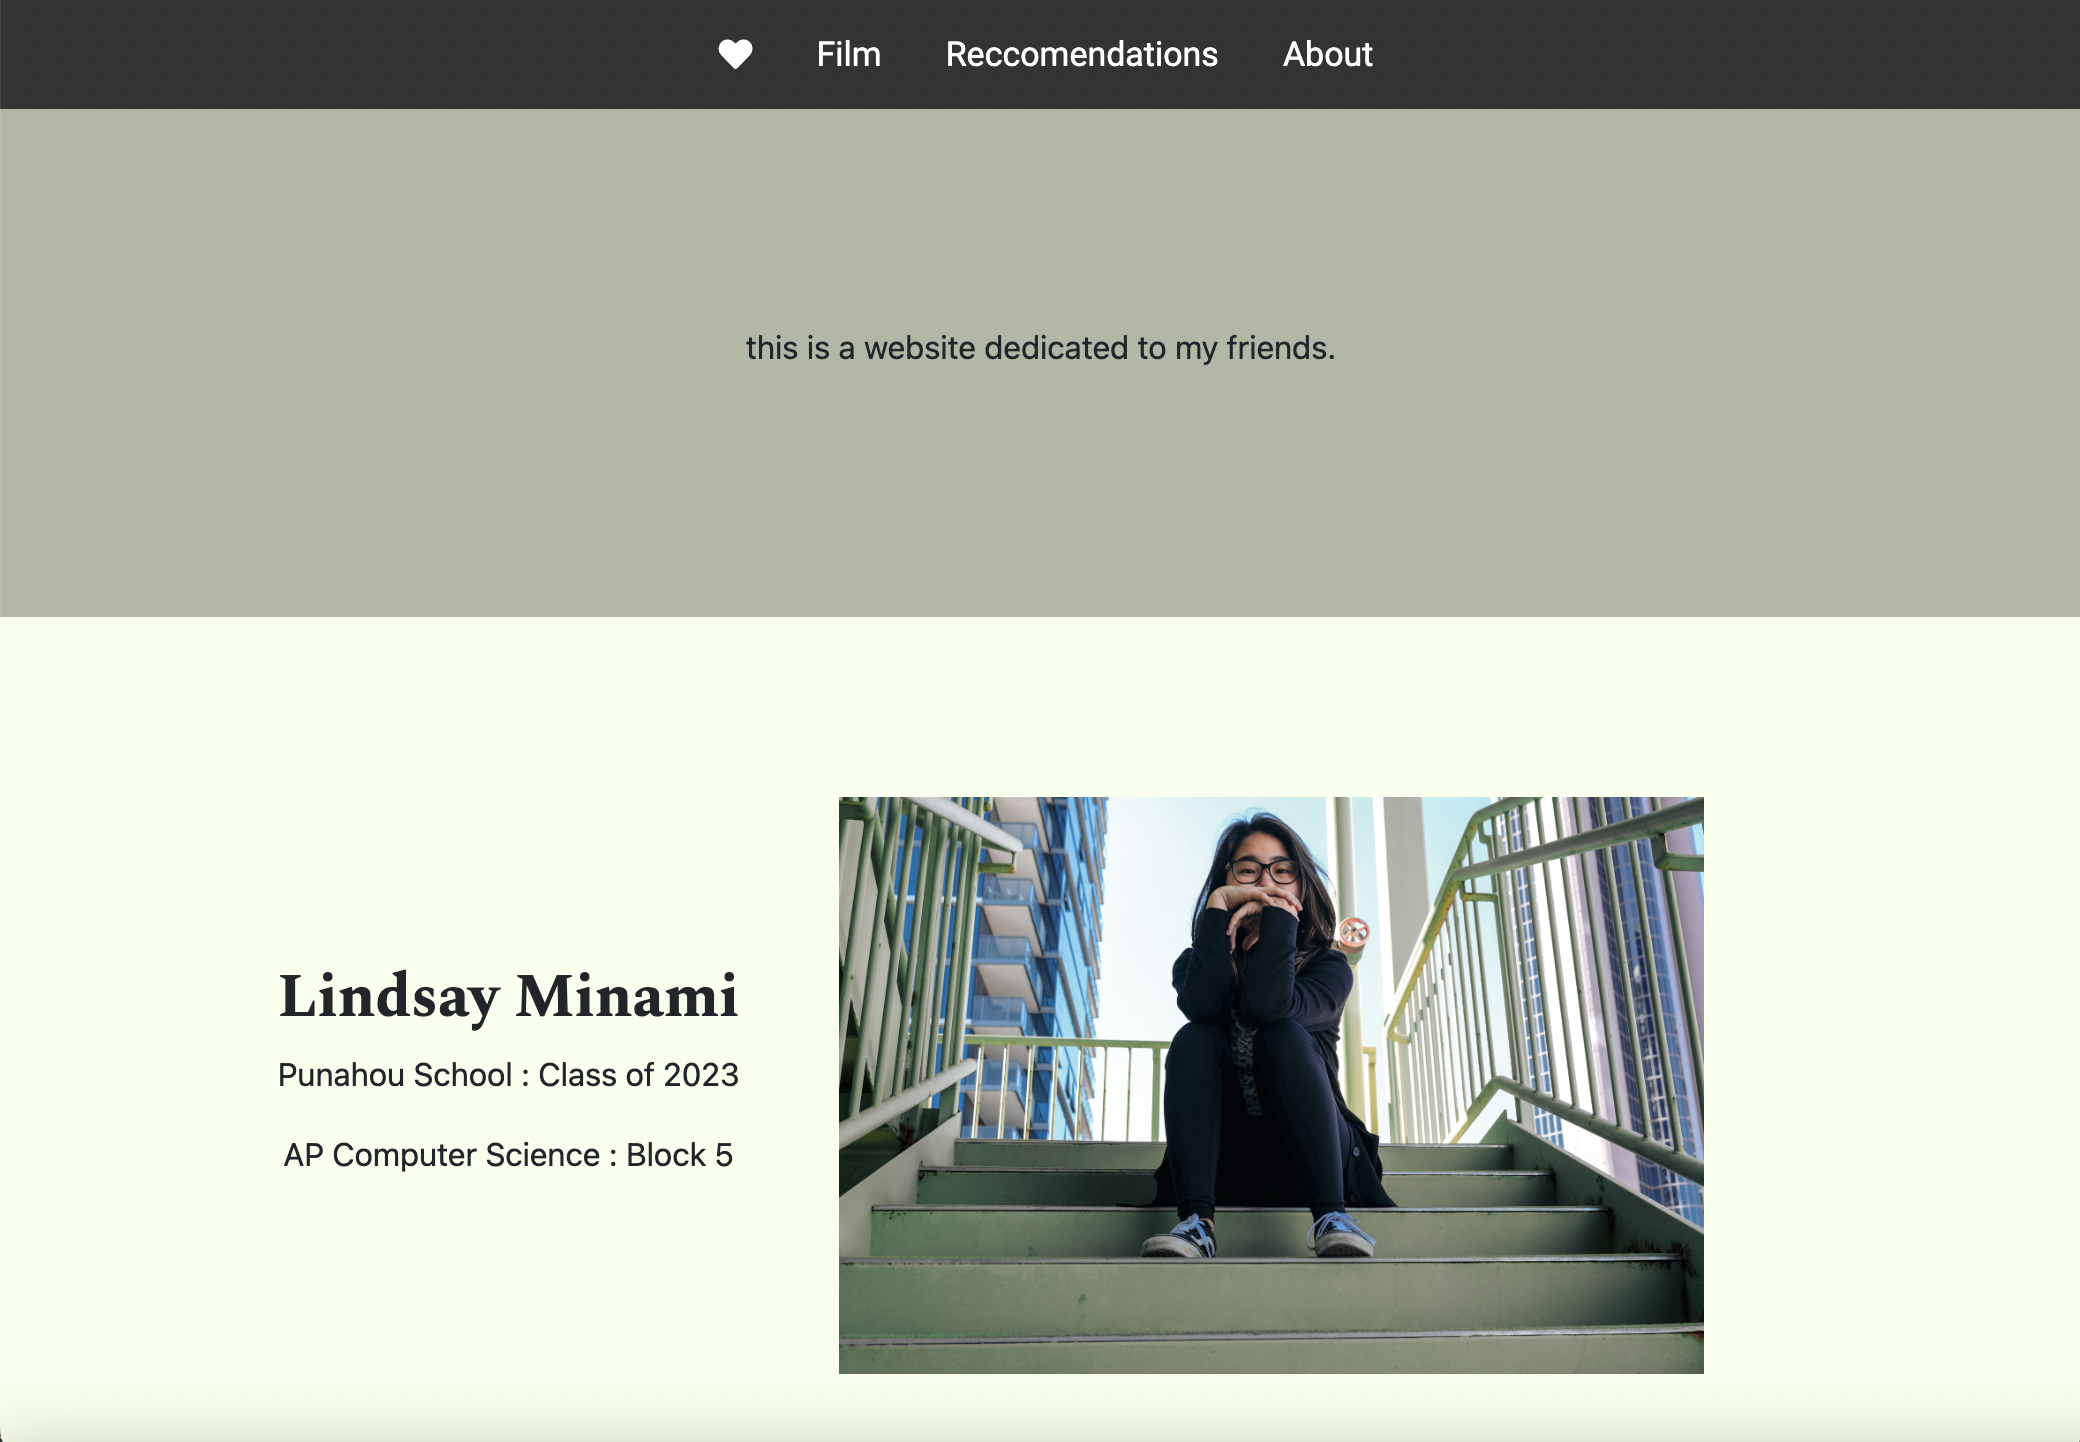 Film Reccomendations About
this is a website dedicated to my friends.
Lindsay Minami
Punahou School : Class of 2023
AP Computer Science : Block 5